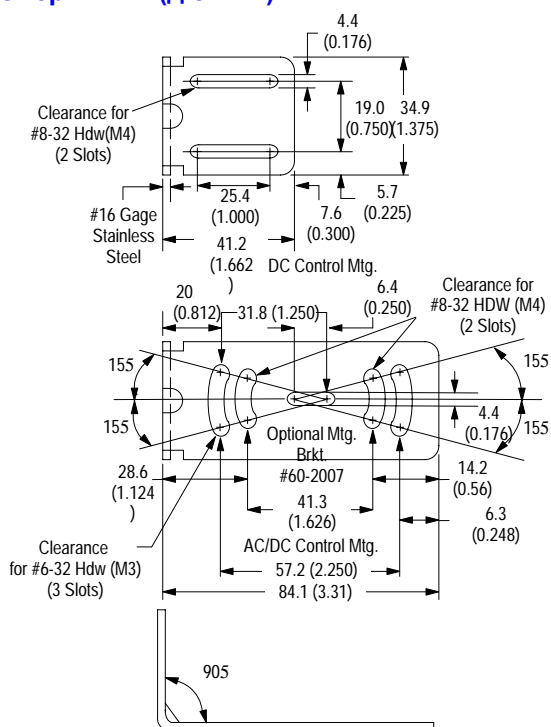 4.4
(0.176)
Clearance for
#8-32 Hdw(M4)
(2 Slots)
19.0
(0.750)
34.9
(1.375)
25.4
(1.000)
5.7
(0.225)
7.6
(0.300)
#16 Gage
Stainless
Steel
41.2
(1.662
)
DC Control Mtg.
20
(0.812)
31.8 (1.250)
6.4
(0.250)
Clearance for
#8-32 HDW (M4)
(2 Slots)
155
155
155
155
4.4
(0.176)
Optional Mtg.
Brkt.
#60-2007
28.6
(1.124
)
14.2
(0.56)
41.3
(1.626)
6.3
(0.248)
Clearance
for #6-32 Hdw (M3)
(3 Slots)
AC/DC Control Mtg.
57.2 (2.250)
84.1 (3.31)
905